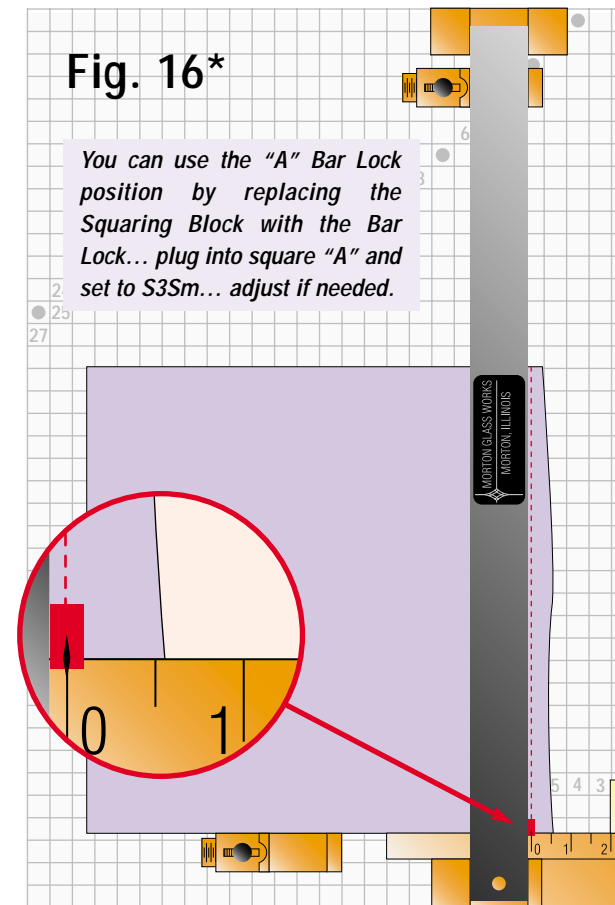 Fig. 16*
You can use the “A” Bar Lock
position by replacing the
Squaring Block with the Bar
Lock… plug into square “A” and
set to S3Sm… adjust if needed.
6
25
27
MORTON GLASS WORKS
MORTON, ILLINOIS
0 1
5 4 3
0 1 2